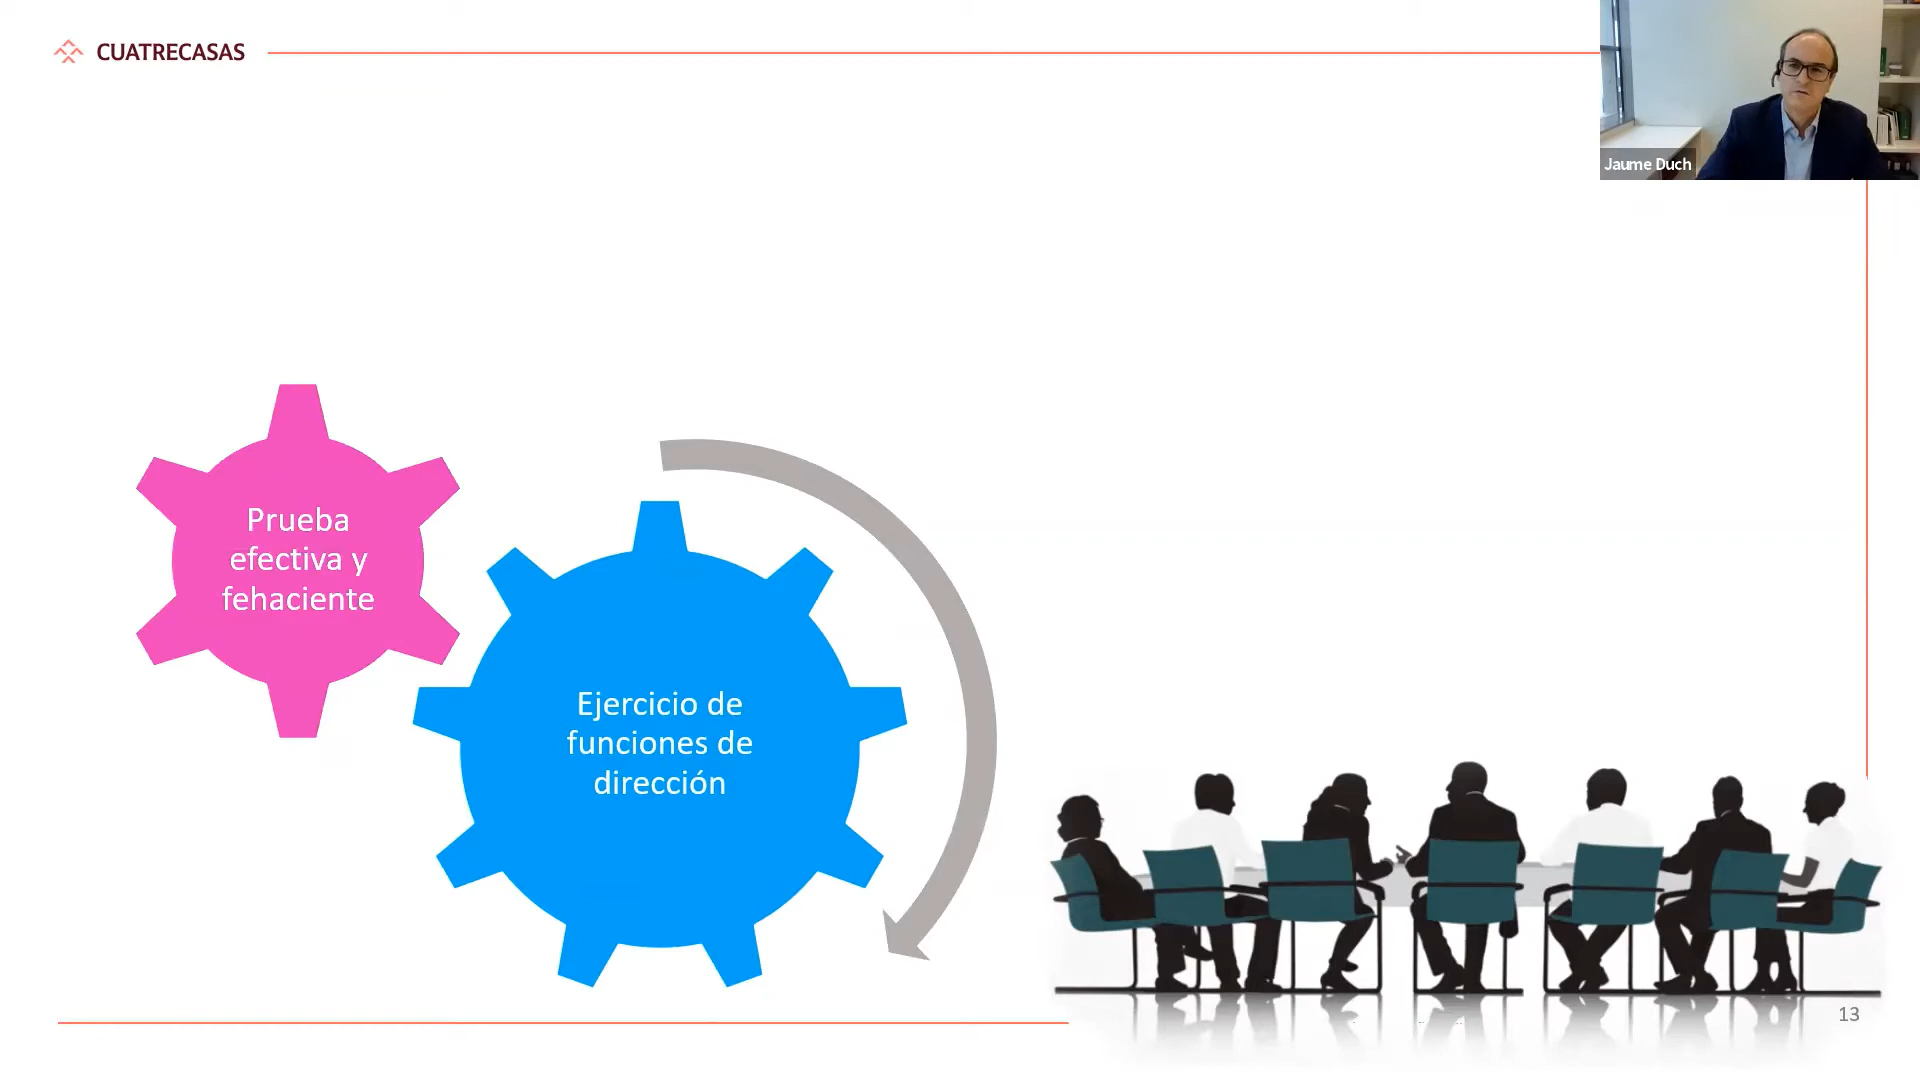 CUATRECASAS
Jaume Duch
Prueba
efectiva y
fehaciente
Ejercicio de
funciones de
dirección
13